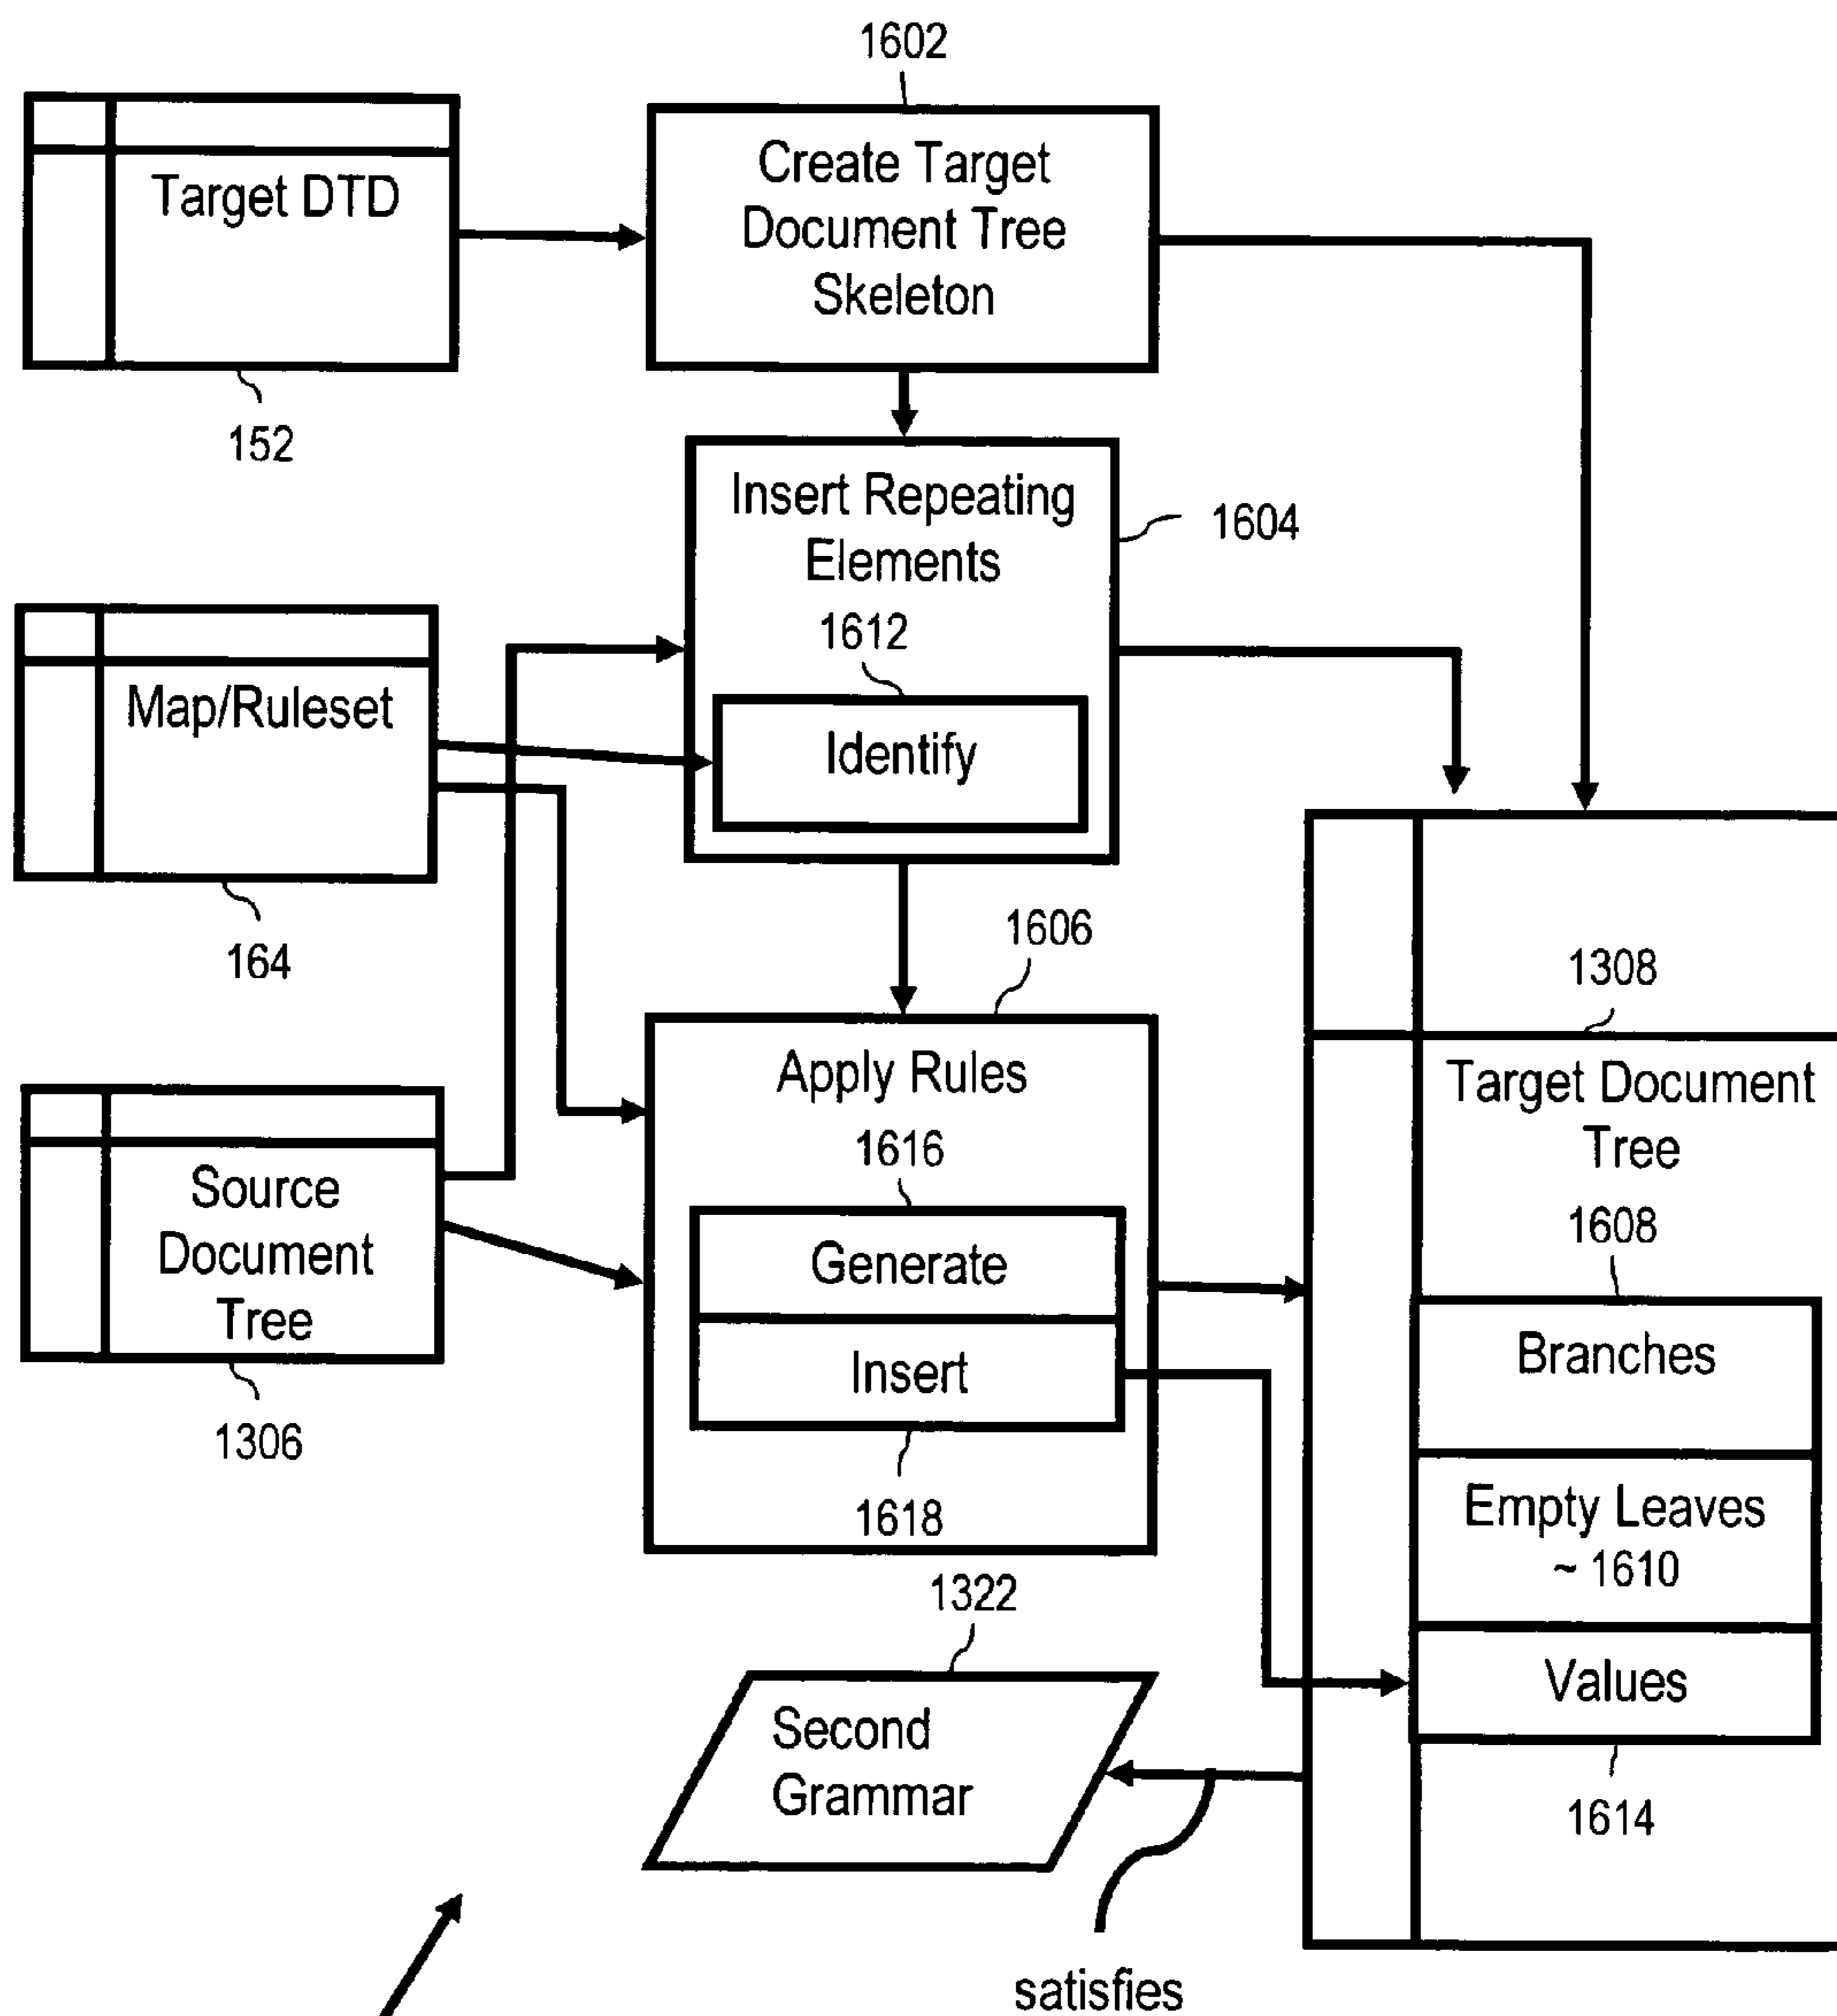 1602
Target DTD
152
Create Target
Document Tree
Skeleton
Insert Repeating
Elements
1604
1612
Identify
Map/Ruleset
164
1606
Apply Rules
1616
Generate
Insert
1618
Source
Document
Tree
1306
1308
Target Document
Tree
1608
Branches
Empty Leaves
~ 1610
Values
1614
1322
Second
Grammar
satisfies